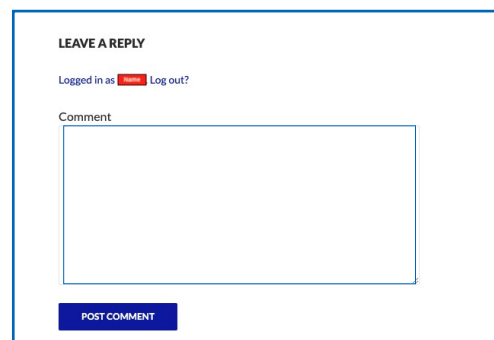 LEAVE A REPLY
Logged in as Name Log out?
Comment
POST COMMENT